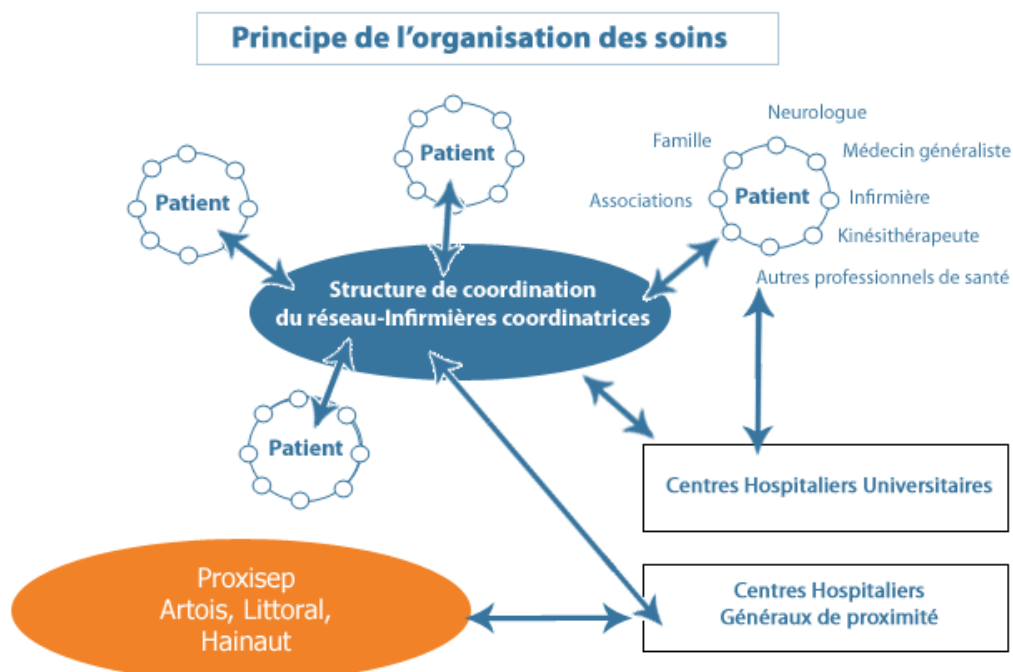 Principe de l’organisation des soins
Neurologue
Famille
Médecin généraliste
Patient
Patient
Patient
Associations
Infirmière
Kinésithérapeute
Autres professionnels de santé
Structure de coordination
du réseau-Infirmières coordinatrices
Patient
Centres Hospitaliers Universitaires
Proxisep
Artois, Littoral,
Hainaut
Centres Hospitaliers
Généraux de proximité